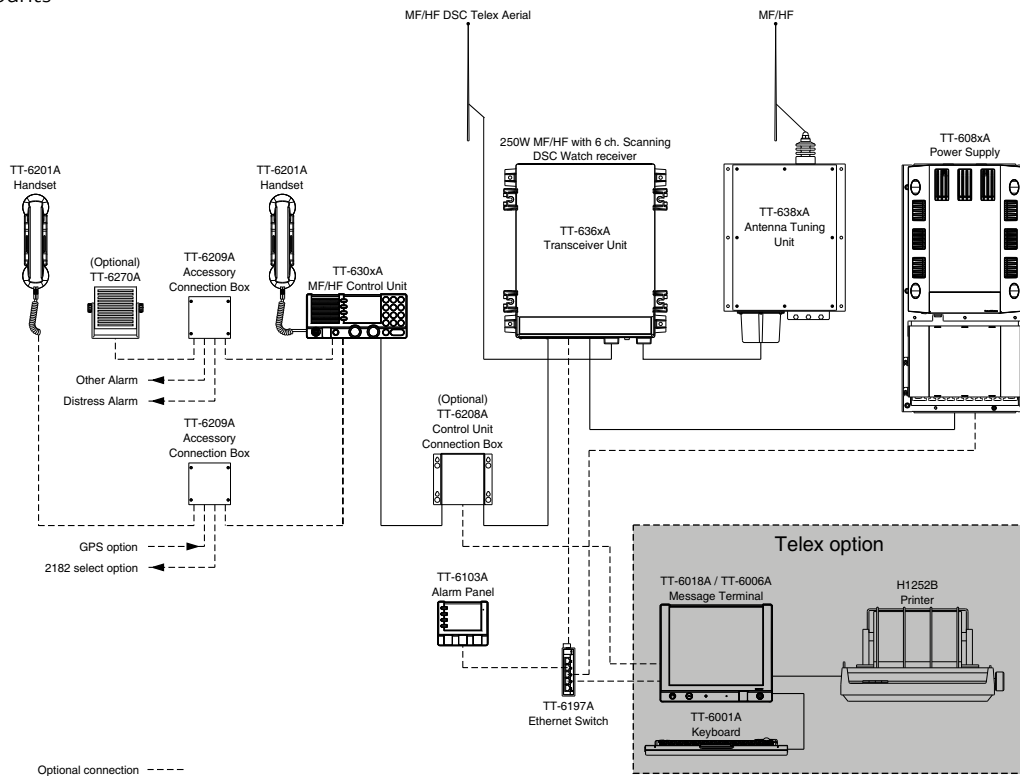 MF/HF DSC Telex Aerial
MF/HF
250W MF/HF with 6 ch. Scanning
DSC Watch receiver
TT-608xA
Power Supply
TT-6201A
Handset
TT-6201A
Handset
TT-636xA
Transceiver Unit
TT-638xA
Antenna Tuning
Unit
(Optional)
TT-6270A
TT-6209A
Accessory
Connection Box
TT-630xA
MF/HF Control Unit
Other Alarm
Distress Alarm
TT-6209A
Accessory
Connection Box
(Optional)
TT-6208A
Control Unit
Connection Box
GPS option
2182 select option
Telex option
TT-6103A
Alarm Panel
TT-6018A / TT-6006A
Message Terminal
H1252B
Printer
TT-6197A
Ethernet Switch
TT-6001A
Keyboard
Optional connection